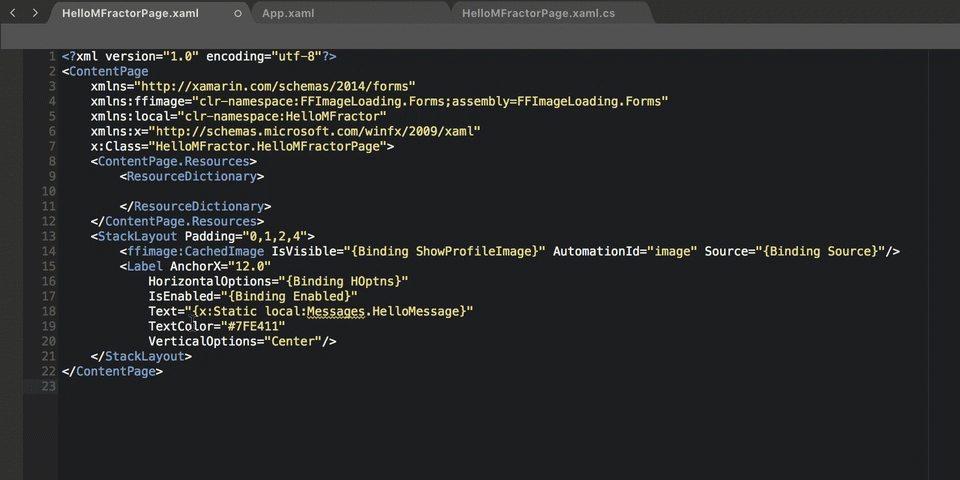 HelloMFractorPage.xaml
App.xaml
HelloMFractorPage.xaml.cs
1 <?xml version="1.0" encoding="utf-8"?>
2 <ContentPage
3 xmlns="http://xamarin.com/schemas/2014/forms"
4 xmlns:ffimage="clr-namespace:FFImageLoading.Forms;assembly=FFImageLoading.Forms"
5 xmlns:local="clr-namespace:HelloMFractor"
6 xmlns:x="http://schemas.microsoft.com/winfx/2009/xaml"
7 x:Class="HelloMFractor.HelloMFractorPage">
8 <ContentPage.Resources>
9 <ResourceDictionary>
10
11 </ResourceDictionary>
12 </ContentPage.Resources>
13 <StackLayout Padding="0,1,2,4">
14 <ffimage:CachedImage IsVisible="{Binding ShowProfileImage}" AutomationId="image" Source="{Binding Source}"/>
15 <Label AnchorX="12.0"
16 HorizontalOptions="{Binding HOptns}"
17 IsEnabled="{Binding Enabled}"
18 Text="{x:Static local:Messages.HelloMessage}"
19 TextColor="#7FE411"
20 VerticalOptions="Center"/>
21 </StackLayout>
22 </ContentPage>
23